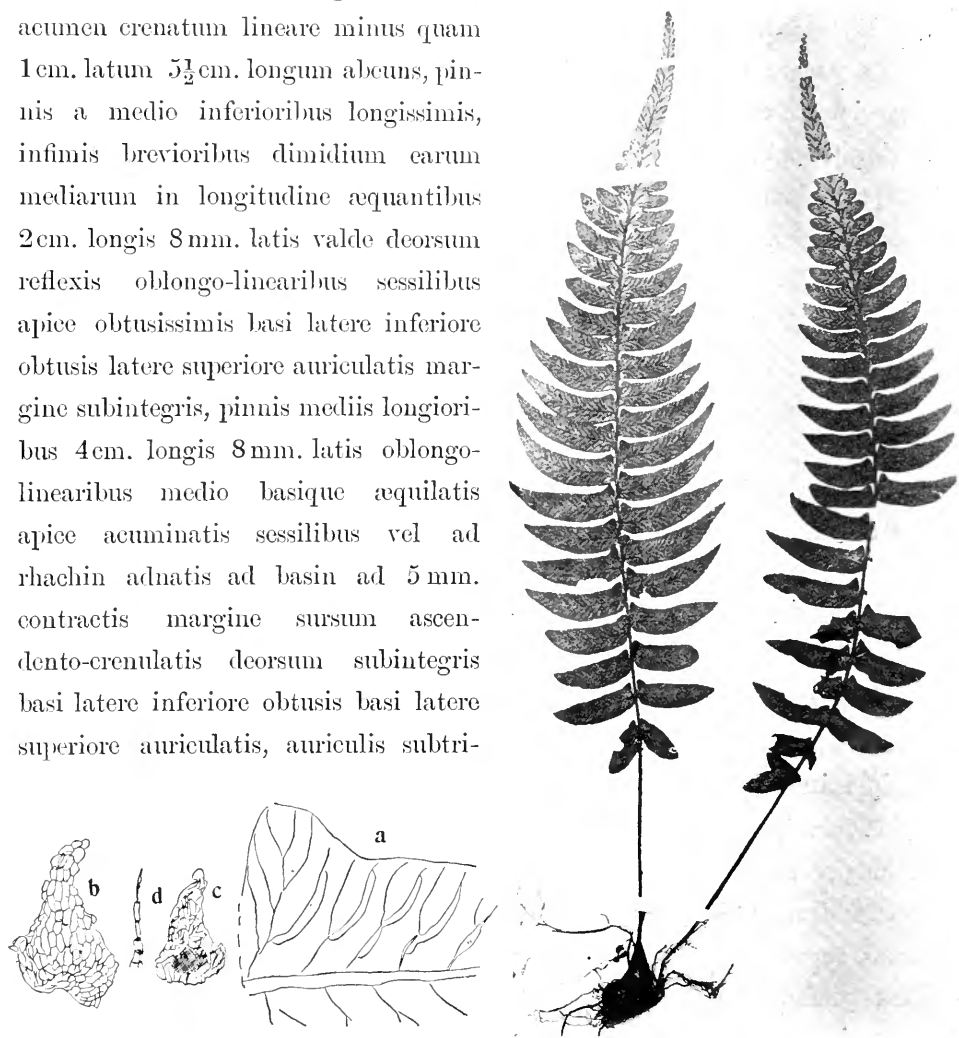 acumen crenatum lineare minus quam
1 cm. latum 5½ cm. longum abeuns, pin-
nis a medio inferioribus longissimis,
infimis brevioribus dimidium earum
mediarum in longitudine æquantibus
2 cm. longis 8 mm. latis valde deorsum
reflexis oblongo-linearibus sessilibus
apice obtusissimis basi latere inferiore
obtusis latere superiore auriculatis mar-
gine subintegris, pinnis mediis longiori-
bus 4 cm. longis 8 mm. latis oblongo-
linearibus medio basique æquilatis
apice acuminatis sessilibus vel ad
rhachin adnatis ad basin ad 5 mm.
contractis margine sursum ascen-
dento-crenulatis deorsum subintegris
basi latere inferiore obtusis basi latere
superiore auriculatis, auriculis subtri-
a
b
d
c